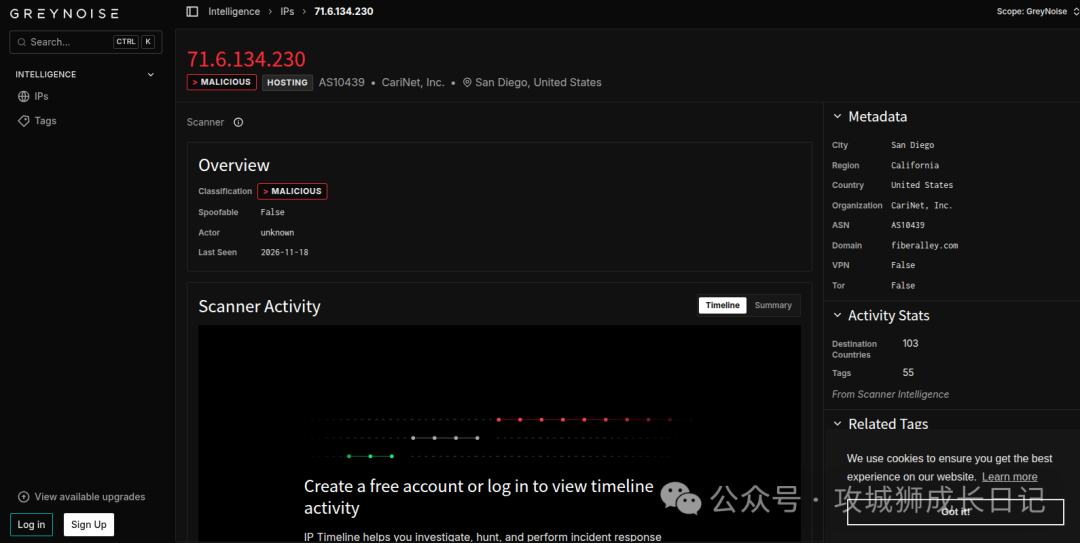 GREYNOISE
Intelligence > IPs > 71.6.134.230
Scope: GreyNoise
Search... CTRL K
INTELLIGENCE
IPs
Tags
71.6.134.230
> MALICIOUS HOSTING AS10439 • CariNet, Inc. • San Diego, United States
Scanner
Overview
Classification > MALICIOUS
Spoofable False
Actor unknown
Last Seen 2026-11-18
Scanner Activity
Timeline Summary
Create a free account or log in to view timeline
activity
IP Timeline helps you investigate, hunt, and perform incident response
Metadata
City San Diego
Region California
Country United States
Organization CariNet, Inc.
ASN AS10439
Domain fiberalley.com
VPN False
Tor False
Activity Stats
Destination
Countries 103
Tags 55
From Scanner Intelligence
Related Tags
We use cookies to ensure you get the best
experience on our website. Learn more
Got it!
公众号 · 攻城狮成长日记
View available upgrades
Log in Sign Up